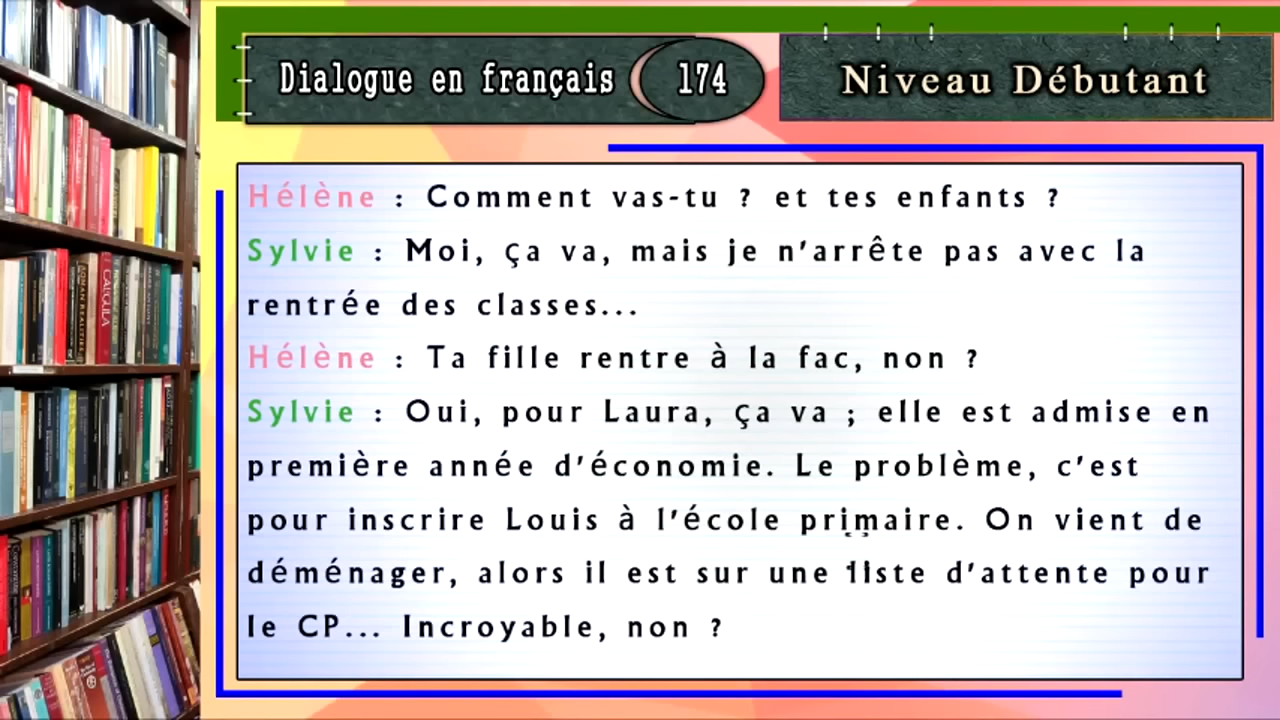 Dialogue en français 174
Niveau Débutant
Hélène : Comment vas-tu ? et tes enfants ?
Sylvie : Moi, ça va, mais je n'arrête pas avec la
rentrée des classes...
Hélène : Ta fille rentre à la fac, non ?
Sylvie : Oui, pour Laura, ça va ; elle est admise en
première année d'économie. Le problème, c'est
pour inscrire Louis à l'école primaire. On vient de
déménager, alors il est sur une liste d'attente pour
le CP... Incroyable, non ?